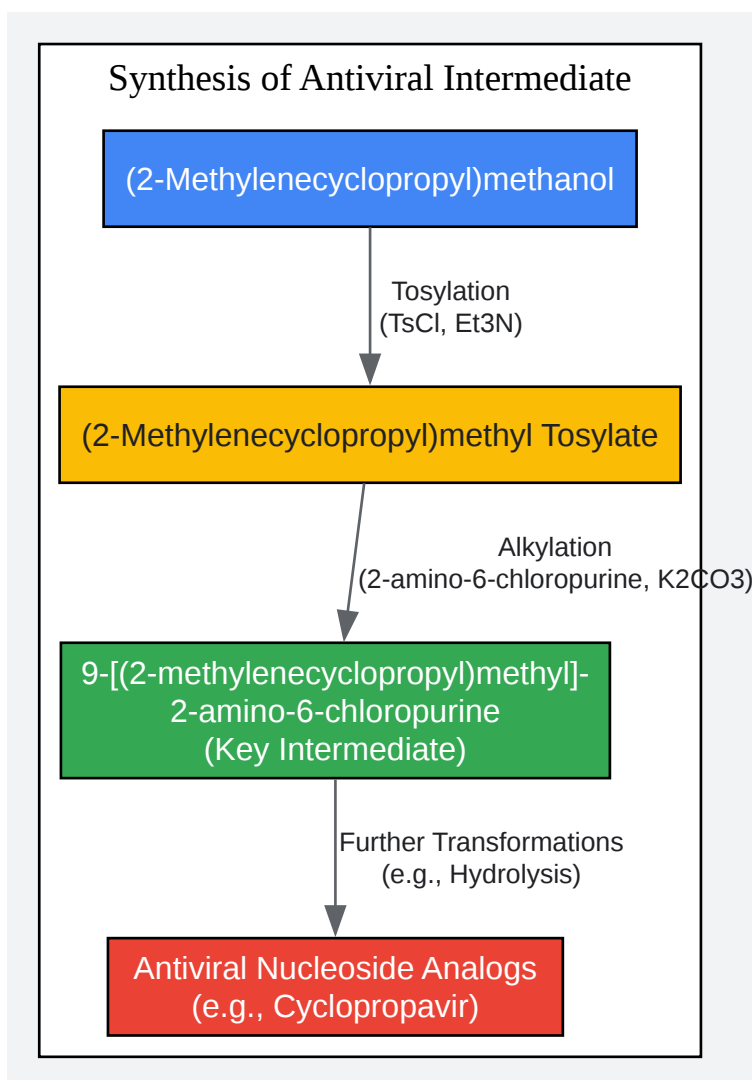 Synthesis of Antiviral Intermediate
(2-Methylenecyclopropyl)methanol
Tosylation
(TsCl, Et3N)
(2-Methylenecyclopropyl)methyl Tosylate
Alkylation
(2-amino-6-chloropurine, K2CO3)
9-[(2-methylenecyclopropyl)methyl]-
2-amino-6-chloropurine
(Key Intermediate)
Further Transformations
(e.g., Hydrolysis)
Antiviral Nucleoside Analogs
(e.g., Cyclopropavir)